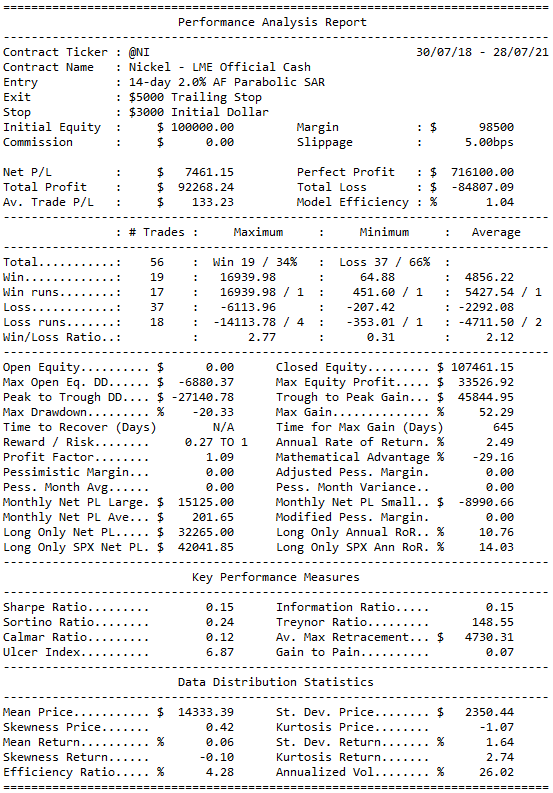 Performance Analysis Report
Contract Ticker : @NI 30/07/18 - 28/07/21
Contract Name : Nickel - LME Official Cash
Entry : 14-day 2.0% AF Parabolic SAR
Exit : $5000 Trailing Stop
Stop : $3000 Initial Dollar
Initial Equity : $ 100000.00 Margin : $ 98500
Commission : $ 0.00 Slippage : 5.00bps
Net P/L : $ 7461.15 Perfect Profit : $ 716100.00
Total Profit : $ 92268.24 Total Loss : $ -84807.09
Av. Trade P/L : $ 133.23 Model Efficiency : % 1.04
: # Trades : Maximum : Minimum : Average
Total...........: 56 : Win 19 / 34% : Loss 37 / 66% :
Win.............: 19 : 16939.98 : 64.88 : 4856.22
Win runs........: 17 : 16939.98 / 1 : 451.60 / 1 : 5427.54 / 1
Loss............: 37 : -6113.96 : -207.42 : -2292.08
Loss runs.......: 18 : -14113.78 / 4 : -353.01 / 1 : -4711.50 / 2
Win/Loss Ratio..: : 2.77 : 0.31 : 2.12
Open Equity.......... $ 0.00 Closed Equity......... $ 107461.15
Max Open Eq. DD...... $ -6880.37 Max Equity Profit..... $ 33526.92
Peak to Trough DD.... $ -27140.78 Trough to Peak Gain... $ 45844.95
Max Drawdown......... % -20.33 Max Gain.............. % 52.29
Time to Recover (Days) N/A Time for Max Gain (Days) 645
Reward / Risk........ 0.27 TO 1 Annual Rate of Return. % 2.49
Profit Factor........ 1.09 Mathematical Advantage % -29.16
Pessimistic Margin... 0.00 Adjusted Pess. Margin. 0.00
Pess. Month Avg...... 0.00 Pess. Month Variance.. 0.00
Monthly Net PL Large. $ 15125.00 Monthly Net PL Small.. $ -8990.66
Monthly Net PL Ave... $ 201.65 Modified Pess. Margin. 0.00
Long Only Net PL..... $ 32265.00 Long Only Annual RoR.. % 10.76
Long Only SPX Net PL. $ 42041.85 Long Only SPX Ann RoR. % 14.03
Key Performance Measures
Sharpe Ratio......... 0.15 Information Ratio..... 0.15
Sortino Ratio........ 0.24 Treynor Ratio......... 148.55
Calmar Ratio......... 0.12 Av. Max Retracement... $ 4730.31
Ulcer Index.......... 6.87 Gain to Pain.......... 0.07
Data Distribution Statistics
Mean Price........... $ 14333.39 St. Dev. Price........ $ 2350.44
Skewness Price....... 0.42 Kurtosis Price........ -1.07
Mean Return.......... % 0.06 St. Dev. Return....... % 1.64
Skewness Return...... -0.10 Kurtosis Return....... 2.74
Efficiency Ratio..... % 4.28 Annualized Vol........ % 26.02